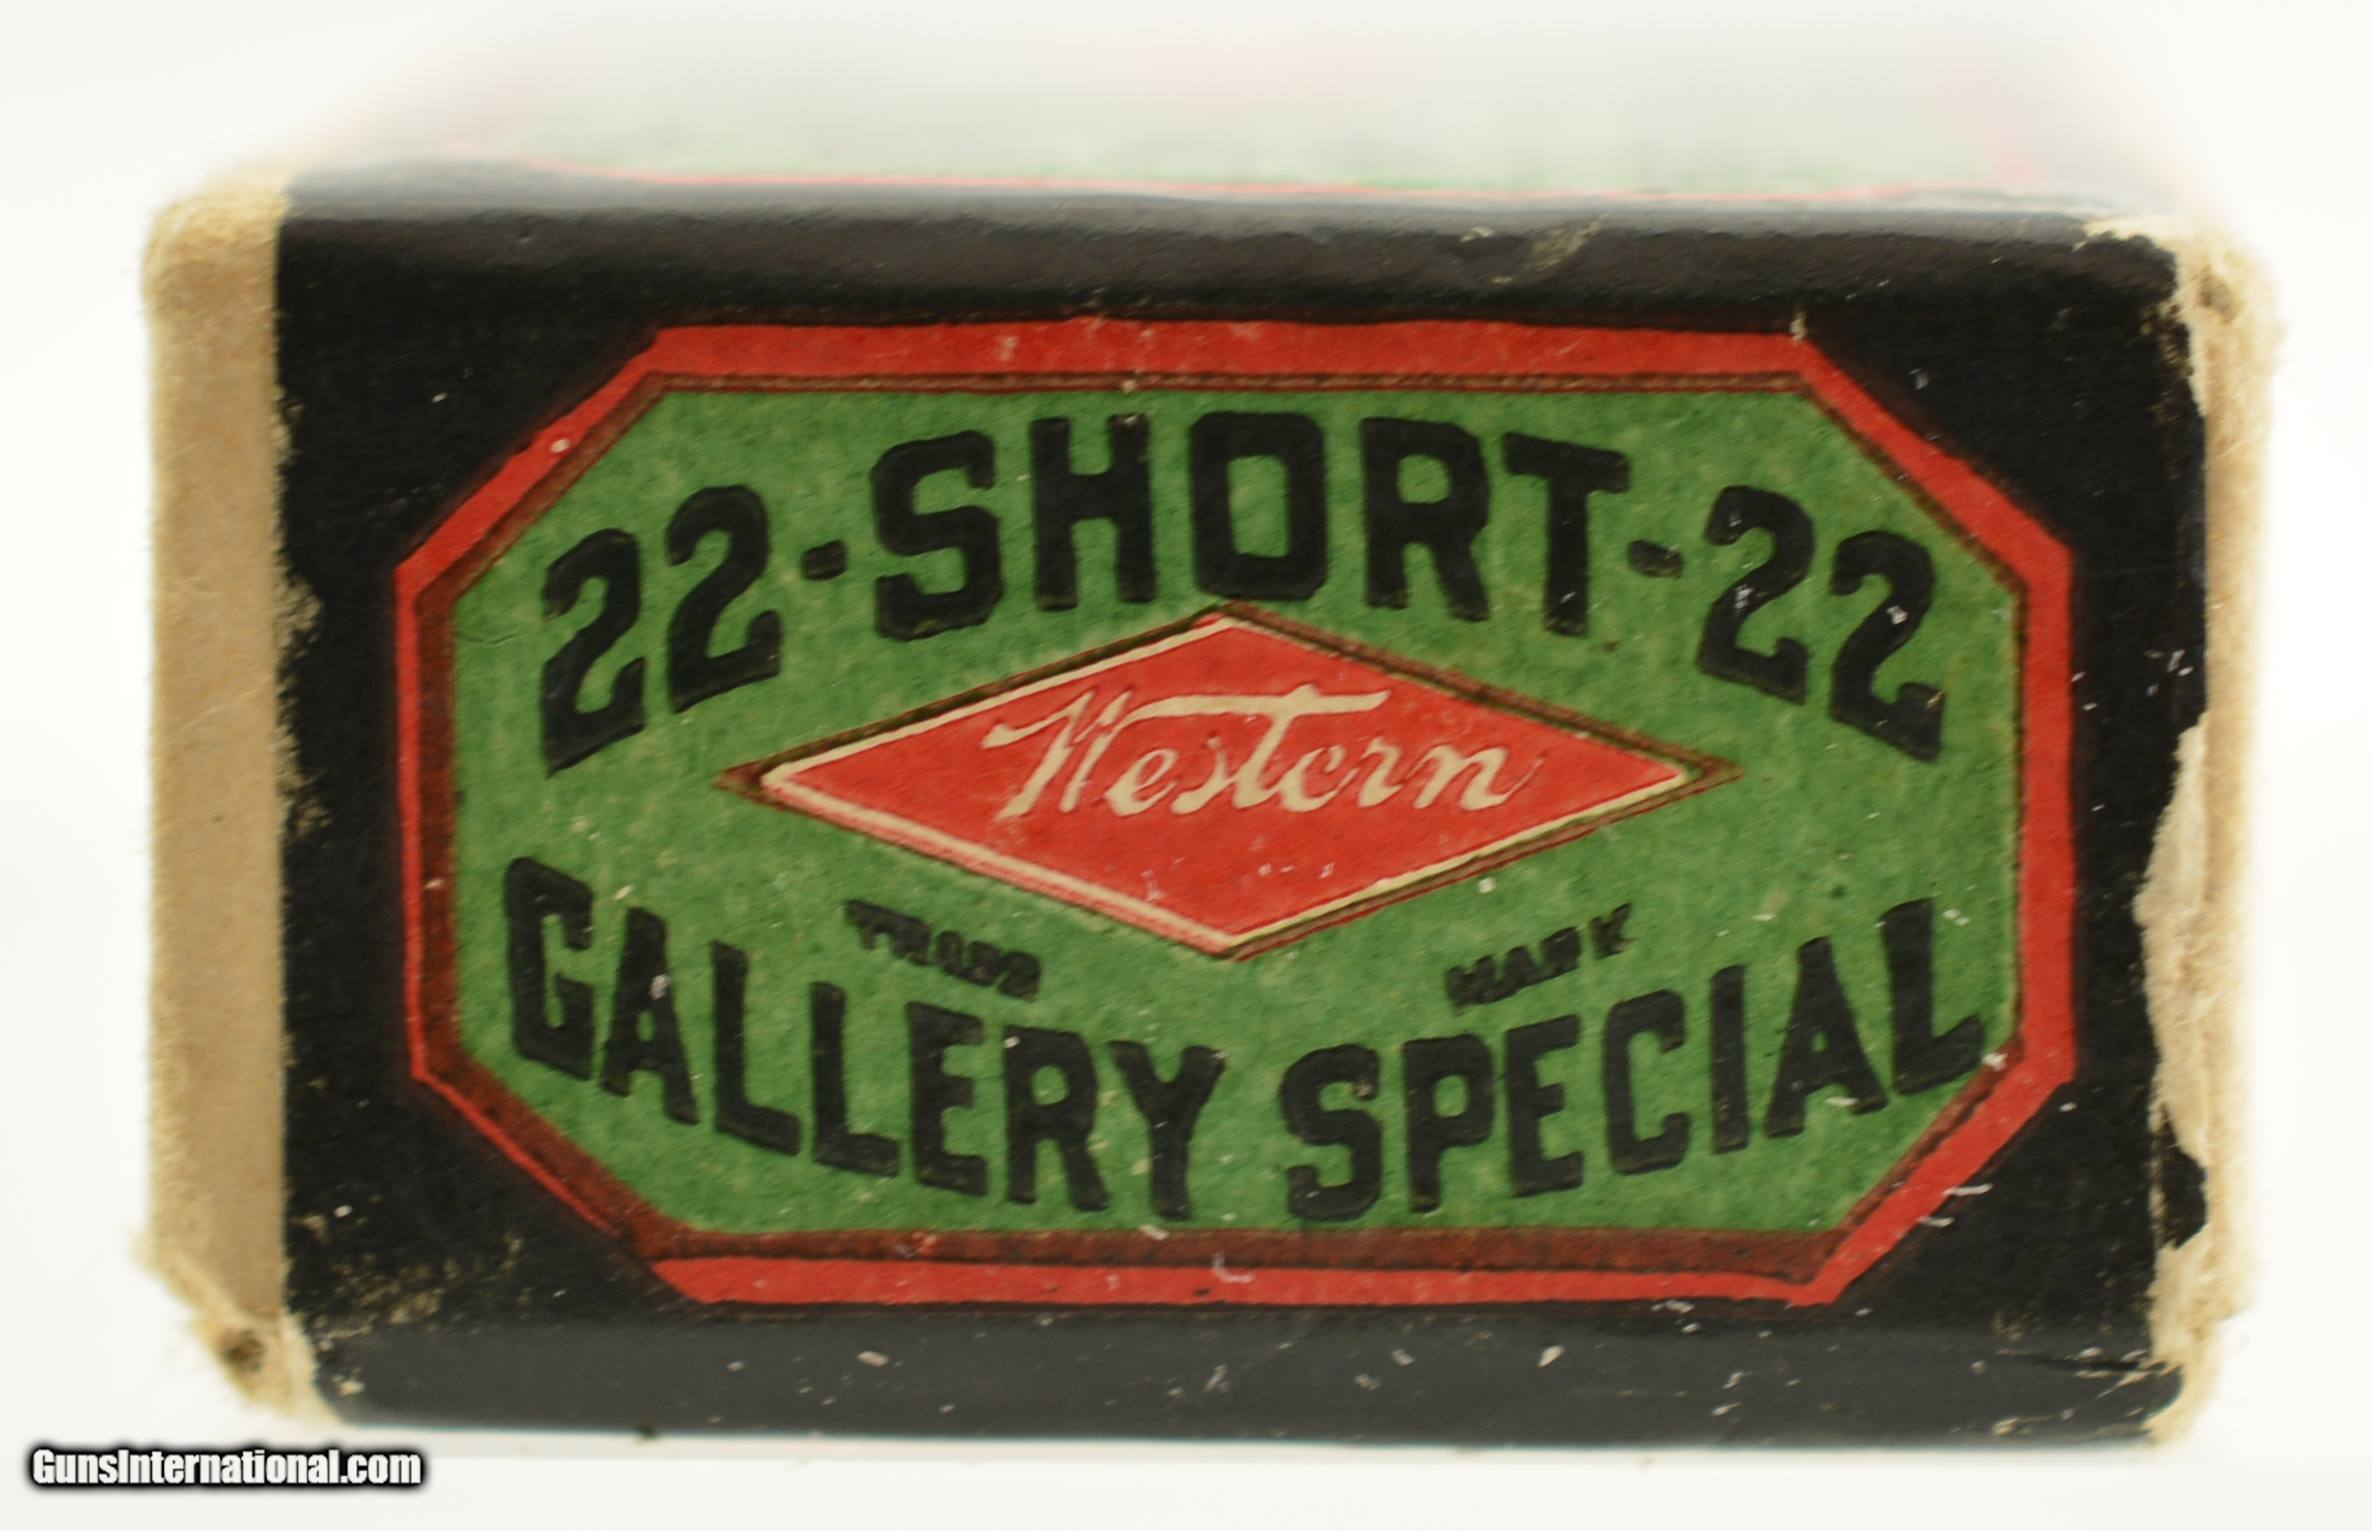 22-SHORT-22
Western
TRADE MARK
GALLERY SPECIAL
GunsInternational.com